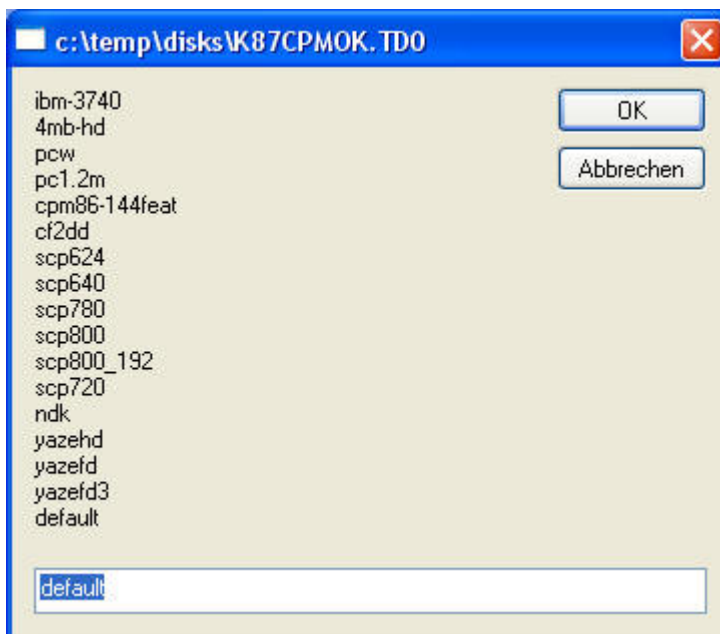 c:\temp\disks\K87CPMOK.TD0
ibm-3740
4mb-hd
pcw
pc1.2m
cpm86-144feat
cf2dd
scp624
scp640
scp780
scp800
scp800_192
scp720
ndk
yazehd
yazefd
yazefd3
default
OK
Abbrechen
default